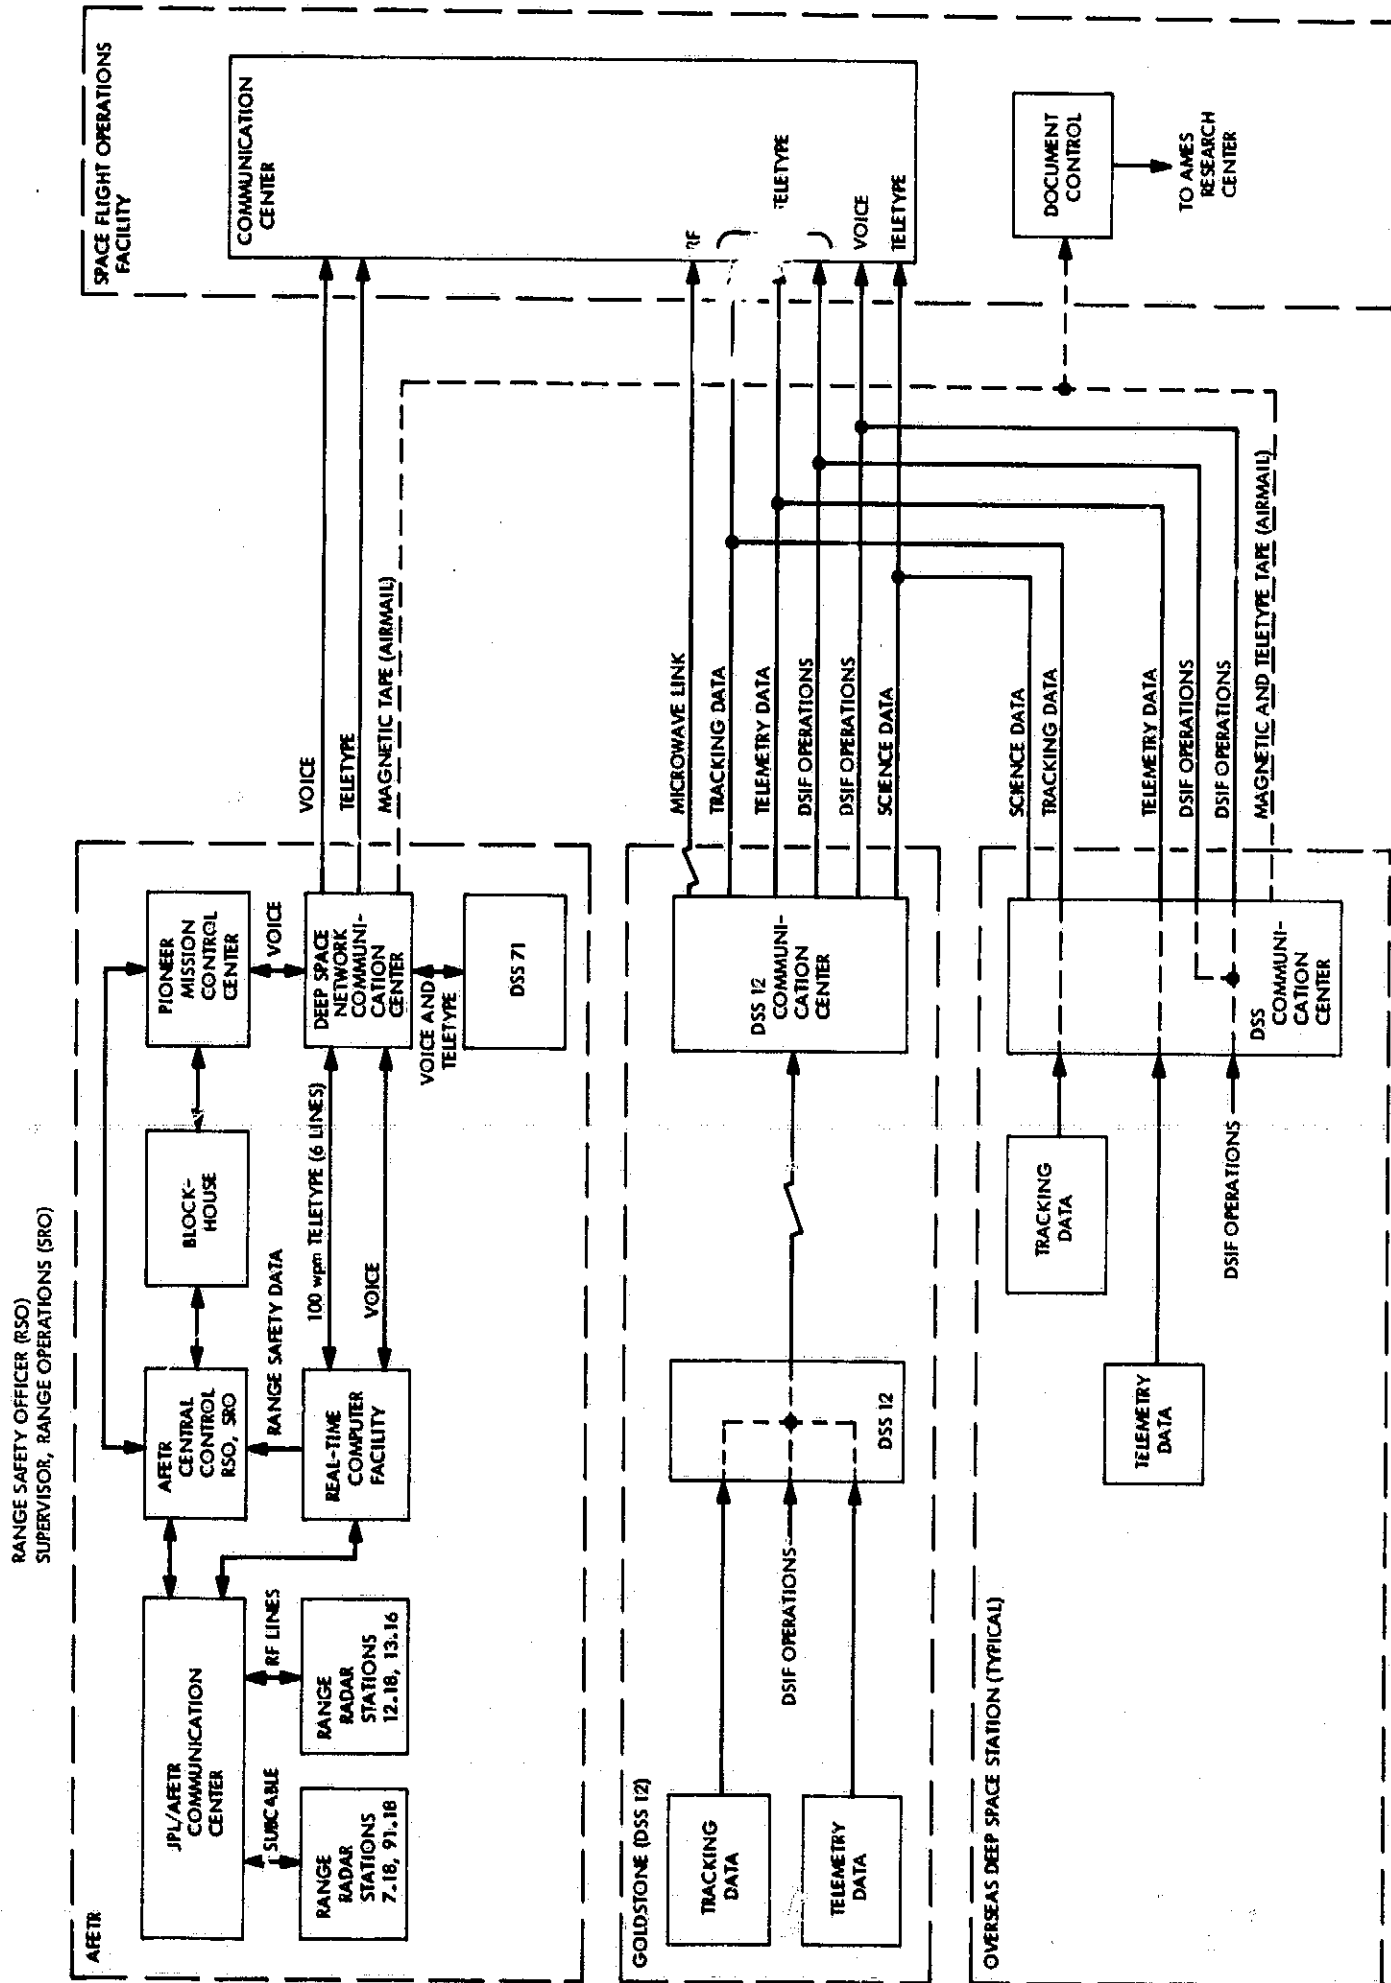 RANGE SAFETY OFFICER (RSO)
SUPERVISOR, RANGE OPERATIONS (SRO)
AFETR
JPL/AFETR
COMMUNICATION
CENTER
SUBCABLE
RF LINES
RANGE
RADAR
STATIONS
7.18, 91.18
RANGE
RADAR
STATIONS
12.18, 13.16
AFETR
CENTRAL
CONTROL
RSO, SRO
RANGE SAFETY DATA
REAL-TIME
COMPUTER
FACILITY
BLOCK-
HOUSE
100 wpm TELETYPE (6 LINES)
VOICE
PIONEER
MISSION
CONTROL
CENTER
VOICE
DEEP SPACE
NETWORK
COMMUNI-
CATION
CENTER
VOICE AND
TELETYPE
DSS 71
VOICE
TELETYPE
MAGNETIC TAPE (AIRMAIL)
SPACE FLIGHT OPERATIONS
FACILITY
COMMUNICATION
CENTER
RF
TELETYPE
VOICE
TELETYPE
DOCUMENT
CONTROL
TO AMES
RESEARCH
CENTER
GOLDSTONE (DSS 12)
TRACKING
DATA
DSIF OPERATIONS
TELEMETRY
DATA
DSS 12
DSS 12
COMMUNI-
CATION
CENTER
MICROWAVE LINK
TRACKING DATA
TELEMETRY DATA
DSIF OPERATIONS
DSIF OPERATIONS
SCIENCE DATA
OVERSEAS DEEP SPACE STATION (TYPICAL)
TRACKING
DATA
TELEMETRY
DATA
DSIF OPERATIONS
DSS
COMMUNI-
CATION
CENTER
SCIENCE DATA
TRACKING DATA
TELEMETRY DATA
DSIF OPERATIONS
DSIF OPERATIONS
MAGNETIC AND TELETYPE TAPE (AIRMAIL)